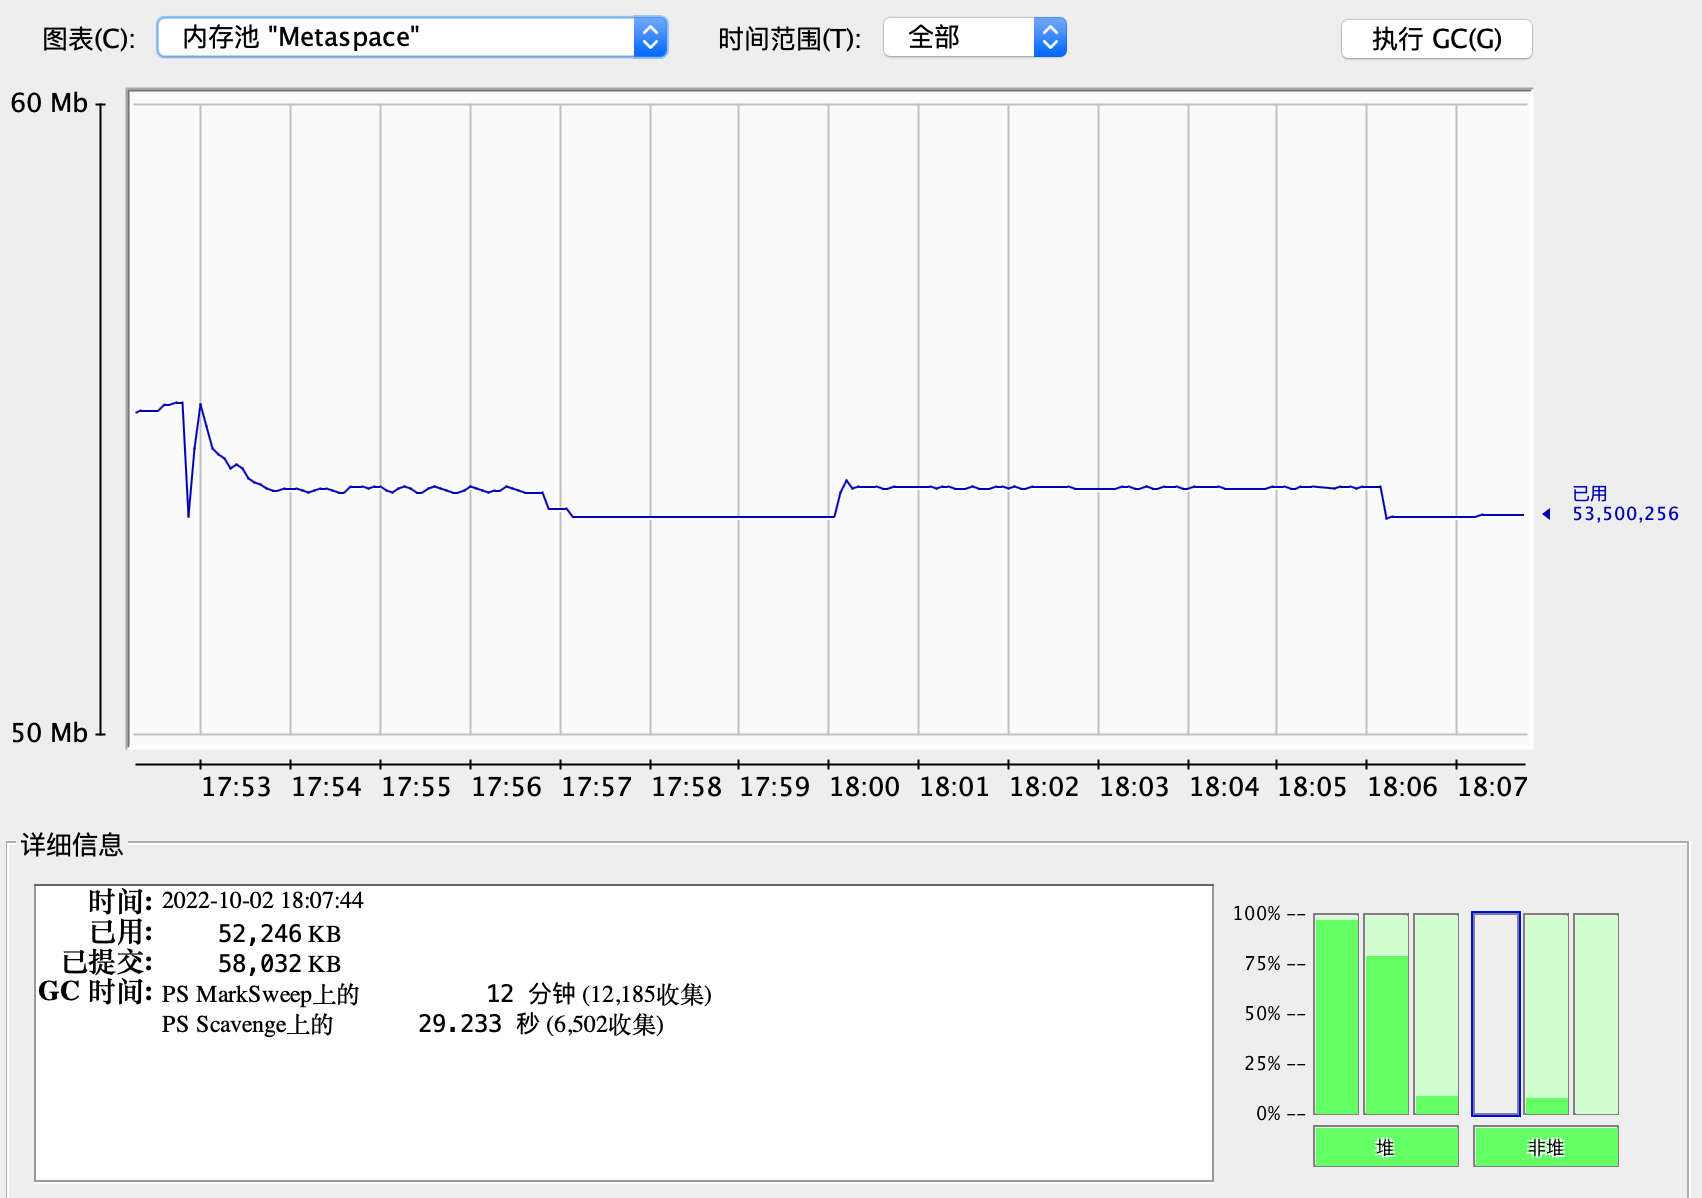 图表(C): 内存池 "Metaspace" 时间范围(T): 全部 执行 GC(G)
60 Mb
已用
53,500,256
50 Mb
17:53 17:54 17:55 17:56 17:57 17:58 17:59 18:00 18:01 18:02 18:03 18:04 18:05 18:06 18:07
详细信息
时间: 2022-10-02 18:07:44
已用: 52,246 KB
已提交: 58,032 KB
GC 时间: PS MarkSweep上的 12 分钟 (12,185收集)
PS Scavenge上的 29.233 秒 (6,502收集)
100% --
75% --
50% --
25% --
0% --
堆 非堆